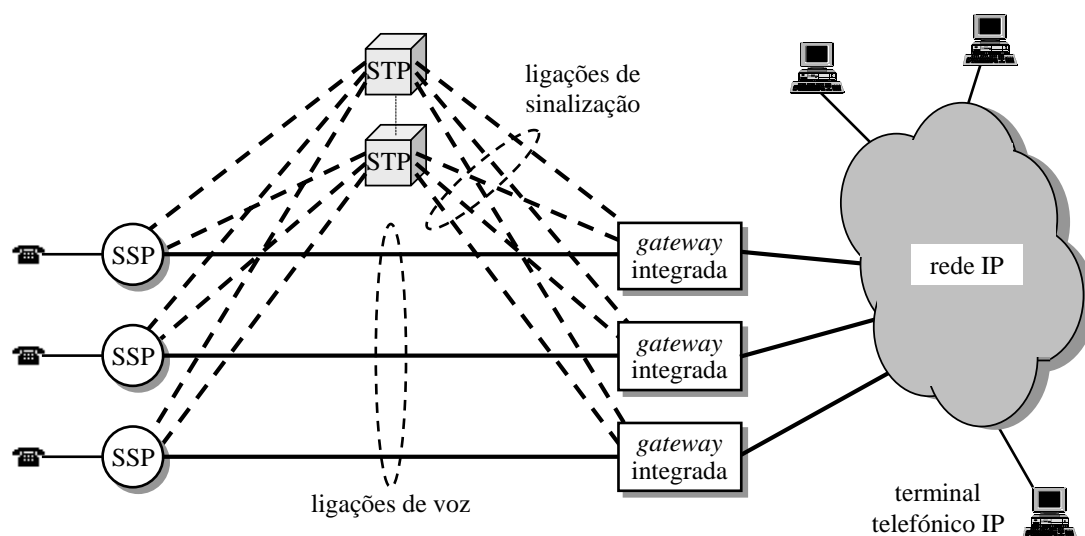 STP
ligações de
sinalização
STP
SSP
gateway
integrada
rede IP
SSP
gateway
integrada
SSP
gateway
integrada
ligações de voz
terminal
telefónico IP